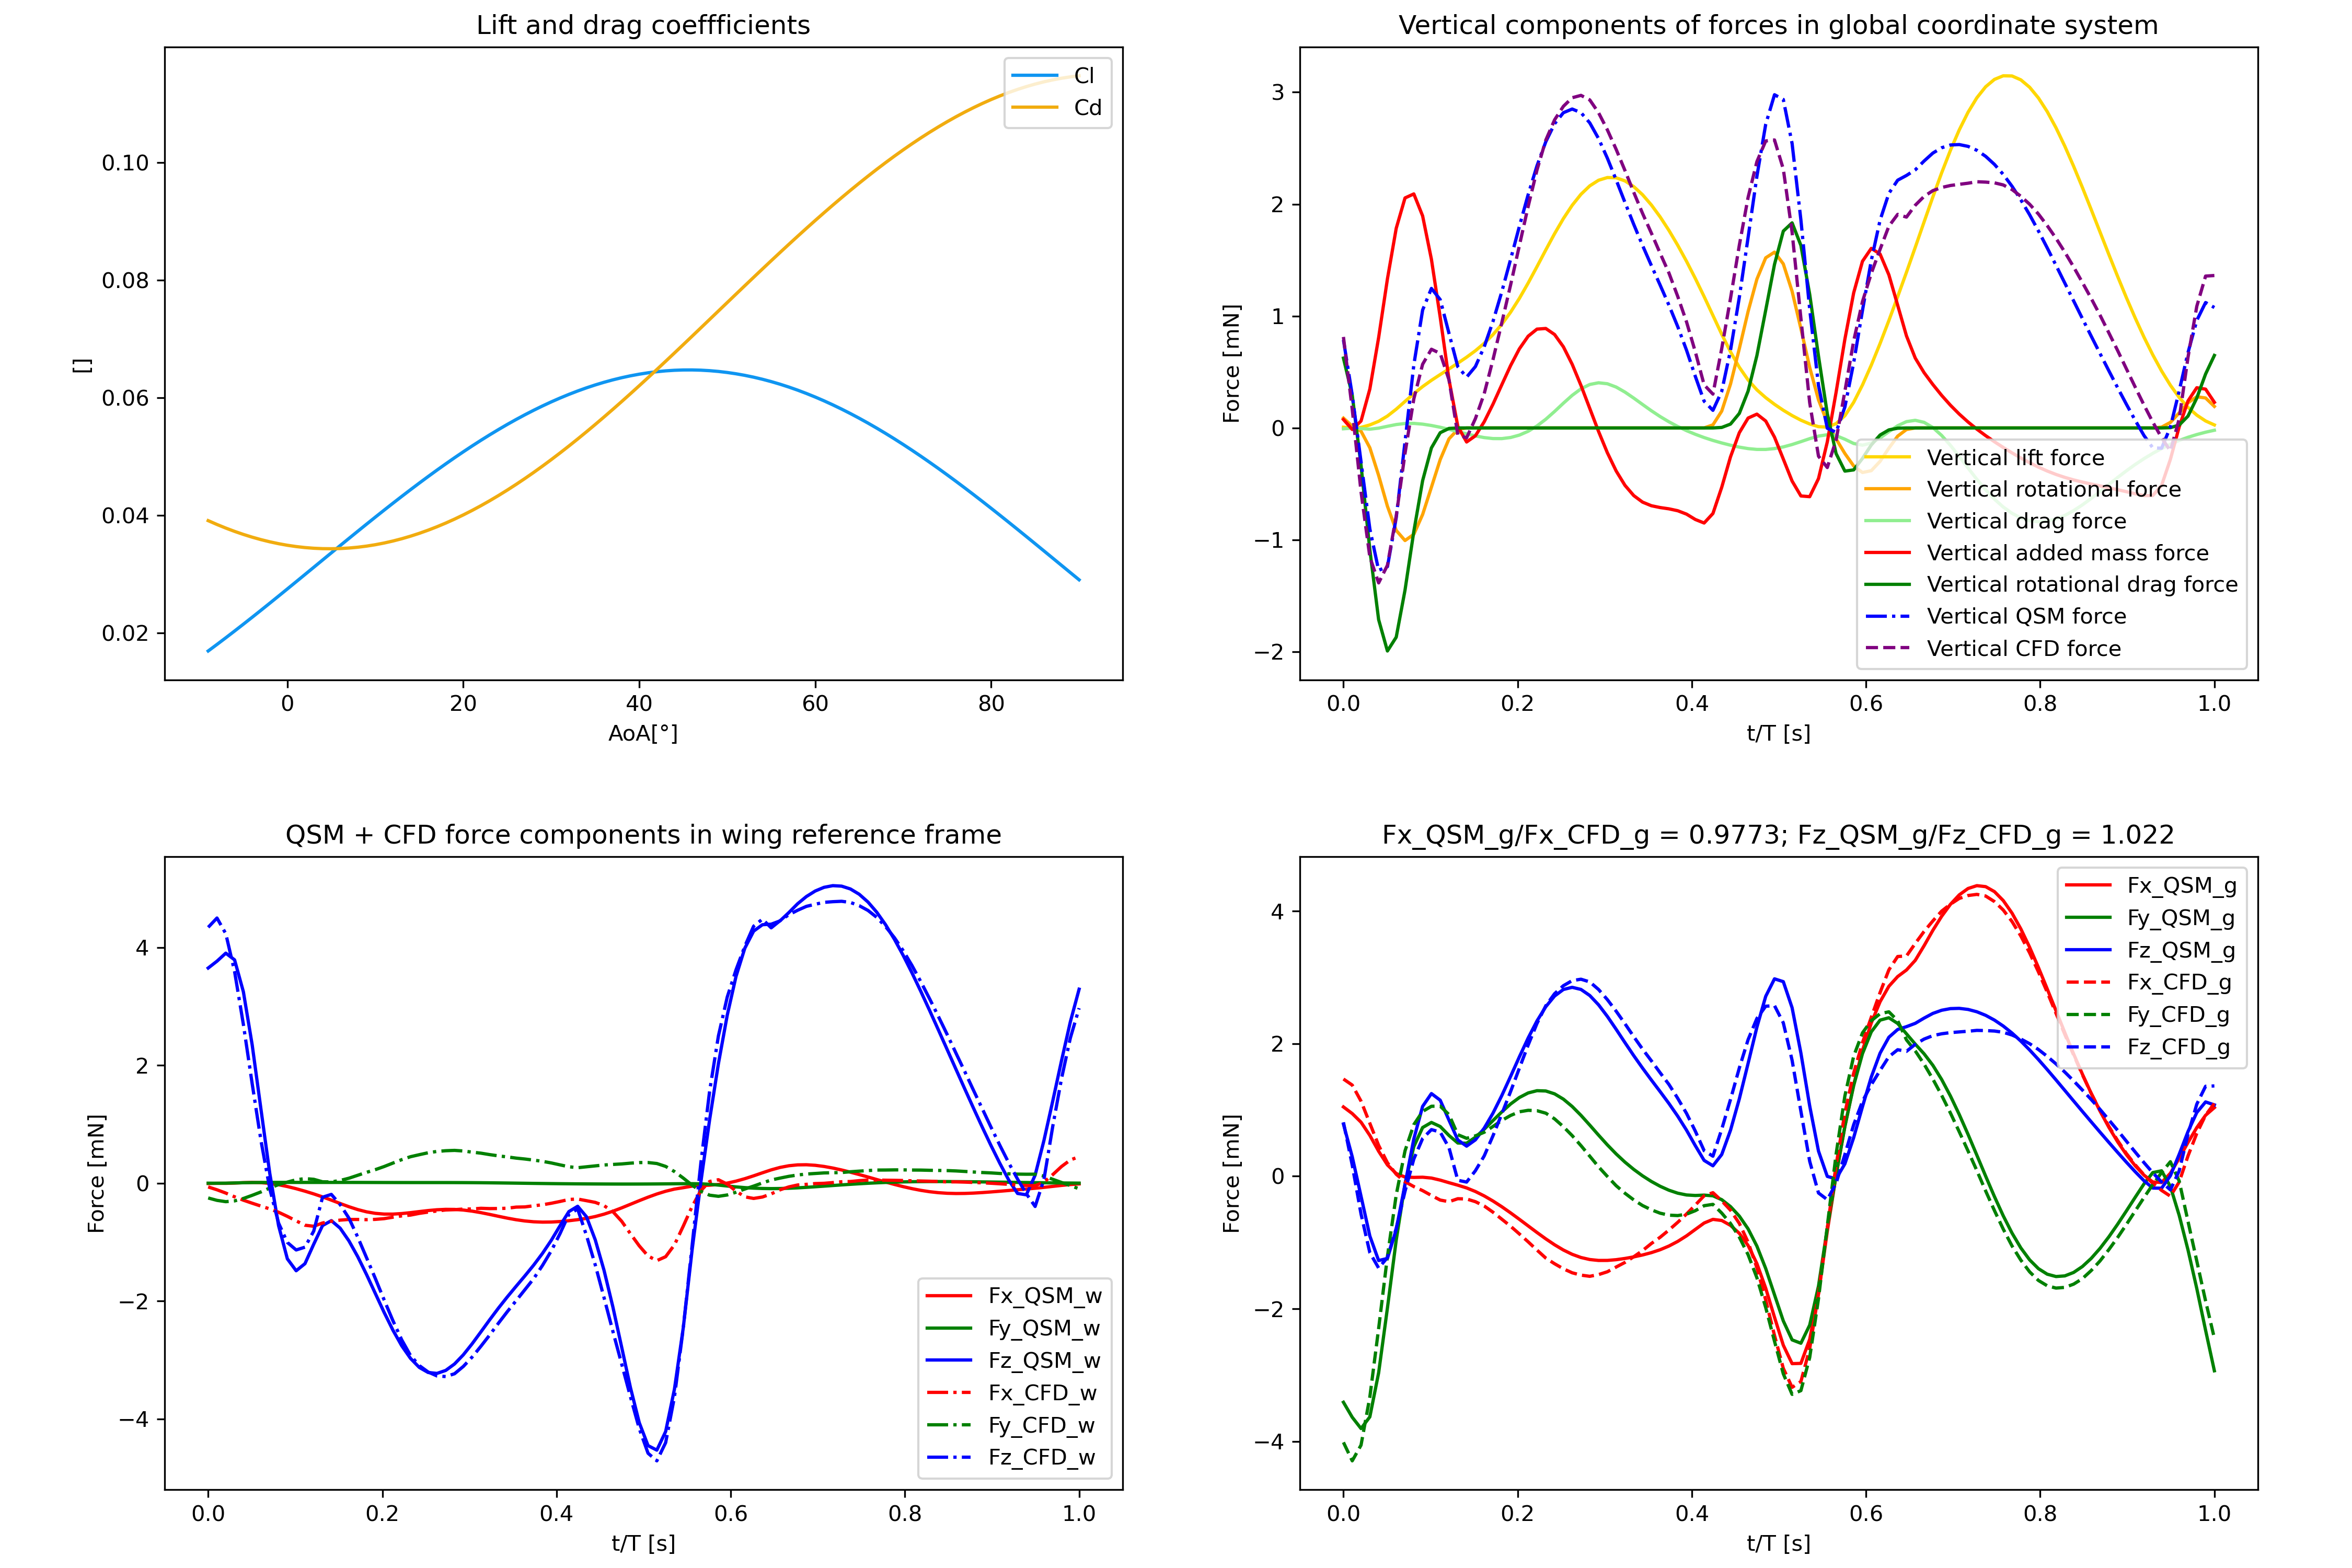 Lift and drag coeffficients
Cl
Cd
[]
0.10
0.08
0.06
0.04
0.02
0
20
40
60
80
AoA[°]
Vertical components of forces in global coordinate system
Force [mN]
3
2
1
0
−1
−2
Vertical lift force
Vertical rotational force
Vertical drag force
Vertical added mass force
Vertical rotational drag force
Vertical QSM force
Vertical CFD force
0.0
0.2
0.4
0.6
0.8
1.0
t/T [s]
QSM + CFD force components in wing reference frame
Force [mN]
4
2
0
−2
−4
Fx_QSM_w
Fy_QSM_w
Fz_QSM_w
Fx_CFD_w
Fy_CFD_w
Fz_CFD_w
0.0
0.2
0.4
0.6
0.8
1.0
t/T [s]
Fx_QSM_g/Fx_CFD_g = 0.9773; Fz_QSM_g/Fz_CFD_g = 1.022
Force [mN]
4
2
0
−2
−4
Fx_QSM_g
Fy_QSM_g
Fz_QSM_g
Fx_CFD_g
Fy_CFD_g
Fz_CFD_g
0.0
0.2
0.4
0.6
0.8
1.0
t/T [s]